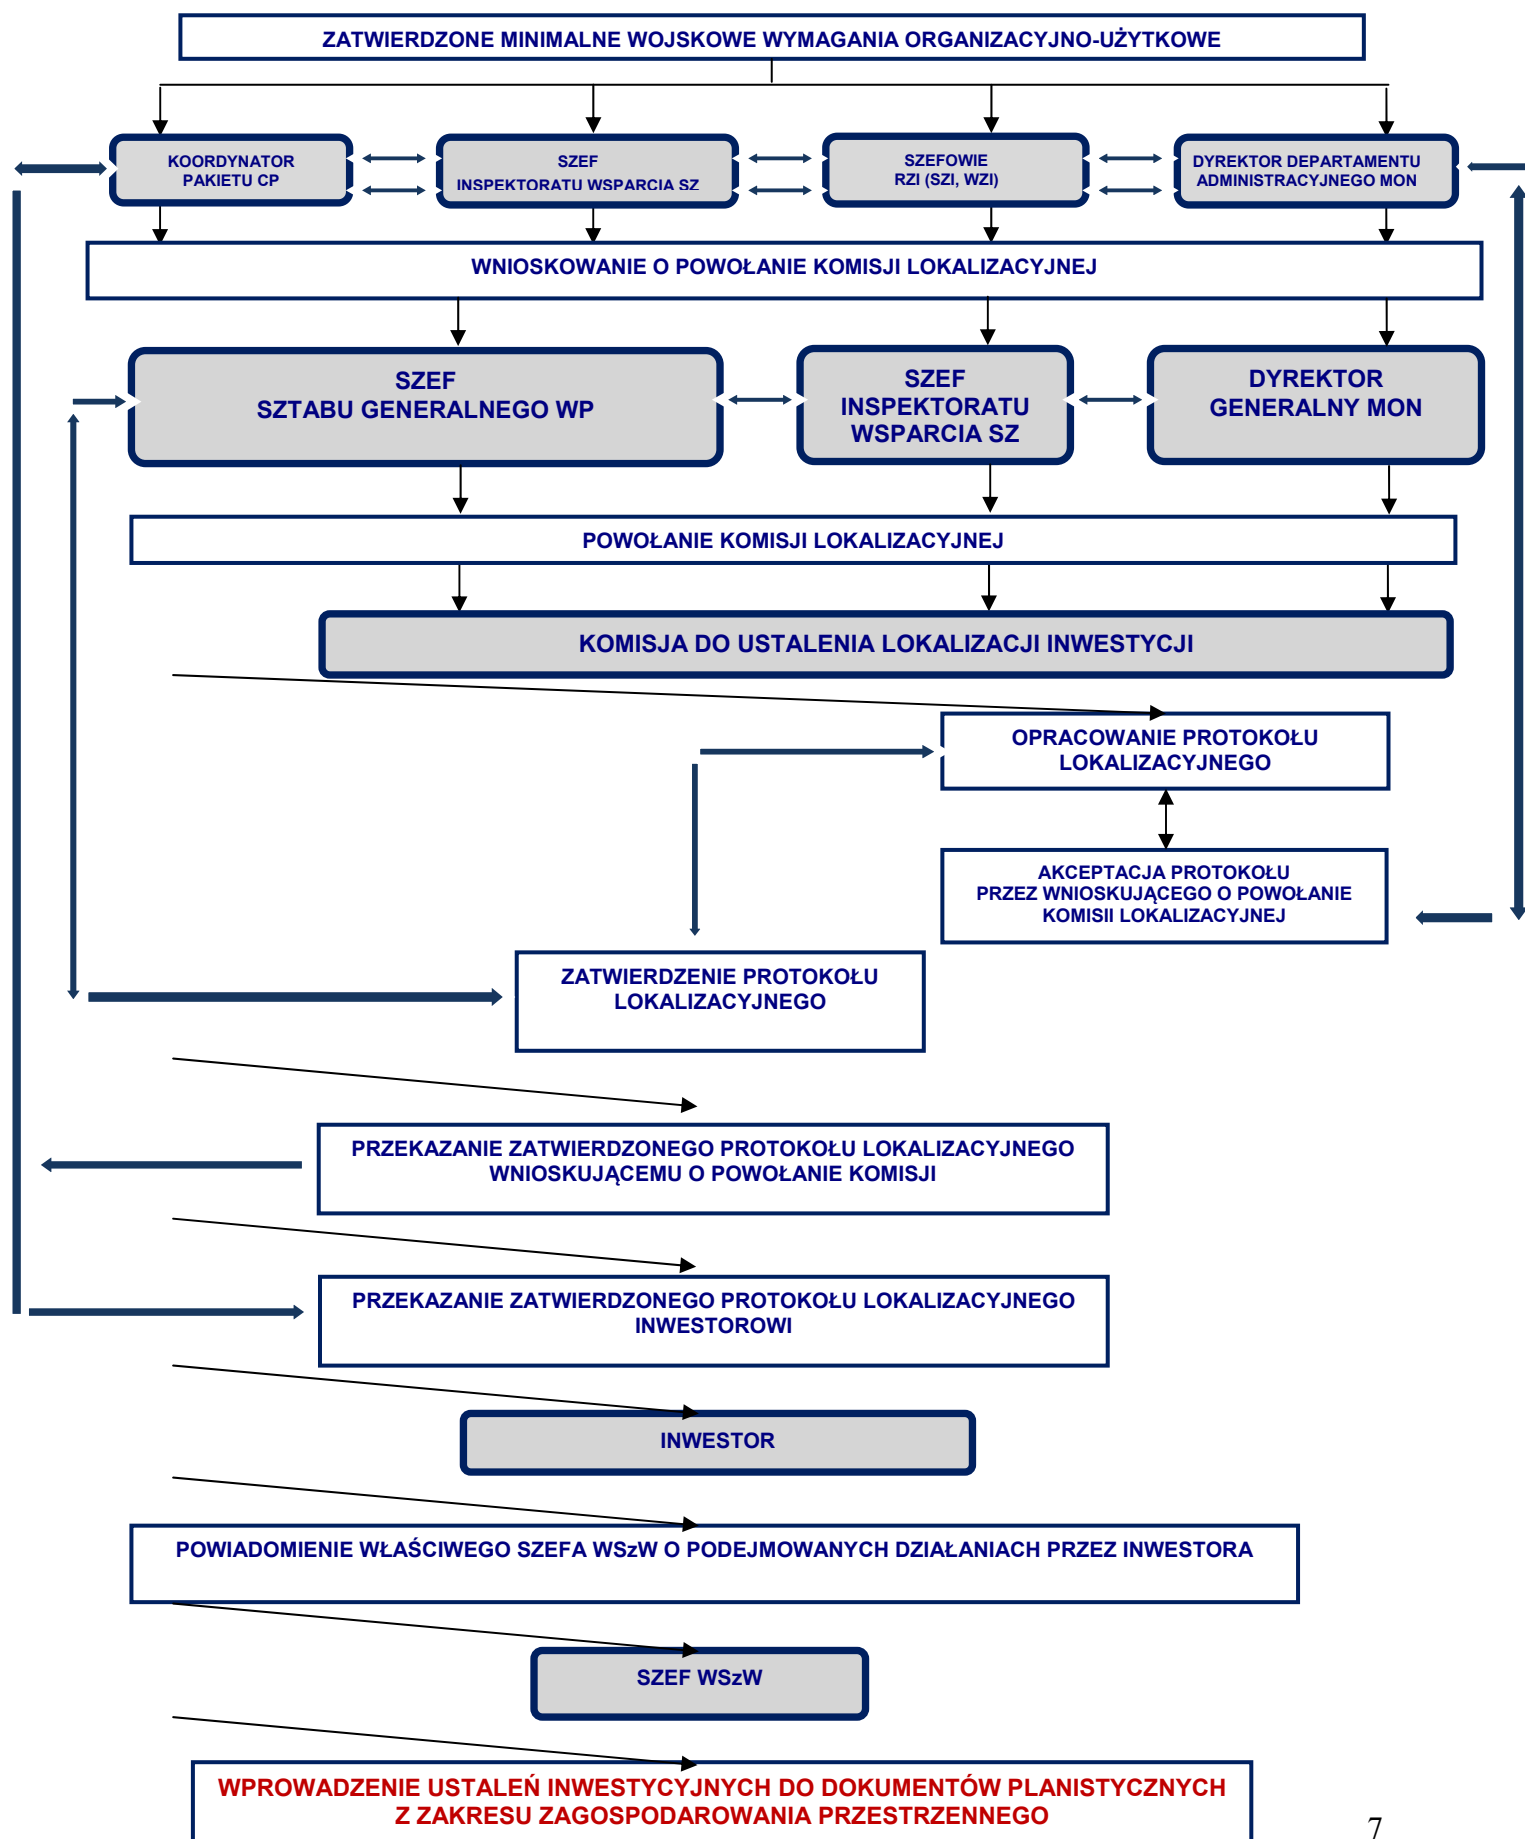 ZATWIERDZONE MINIMALNE WOJSKOWE WYMAGANIA ORGANIZACYJNO-UŻYTKOWE
KOORDYNATOR
PAKIETU CP
SZEF
INSPEKTORATU WSPARCIA SZ
SZEFOWIE
RZI (SZI, WZI)
DYREKTOR DEPARTAMENTU
ADMINISTRACYJNEGO MON
WNIOSKOWANIE O POWOŁANIE KOMISJI LOKALIZACYJNEJ
SZEF
SZTABU GENERALNEGO WP
SZEF
INSPEKTORATU
WSPARCIA SZ
DYREKTOR
GENERALNY MON
POWOŁANIE KOMISJI LOKALIZACYJNEJ
KOMISJA DO USTALENIA LOKALIZACJI INWESTYCJI
OPRACOWANIE PROTOKOŁU
LOKALIZACYJNEGO
AKCEPTACJA PROTOKOŁU
PRZEZ WNIOSKUJĄCEGO O POWOŁANIE
KOMISII LOKALIZACYJNEJ
ZATWIERDZENIE PROTOKOŁU
LOKALIZACYJNEGO
PRZEKAZANIE ZATWIERDZONEGO PROTOKOŁU LOKALIZACYJNEGO
WNIOSKUJĄCEMU O POWOŁANIE KOMISJI
PRZEKAZANIE ZATWIERDZONEGO PROTOKOŁU LOKALIZACYJNEGO
INWESTOROWI
INWESTOR
POWIADOMIENIE WŁAŚCIWEGO SZEFA WSzW O PODEJMOWANYCH DZIAŁANIACH PRZEZ INWESTORA
SZEF WSzW
WPROWADZENIE USTALEŃ INWESTYCYJNYCH DO DOKUMENTÓW PLANISTYCZNYCH
Z ZAKRESU ZAGOSPODAROWANIA PRZESTRZENNEGO
7